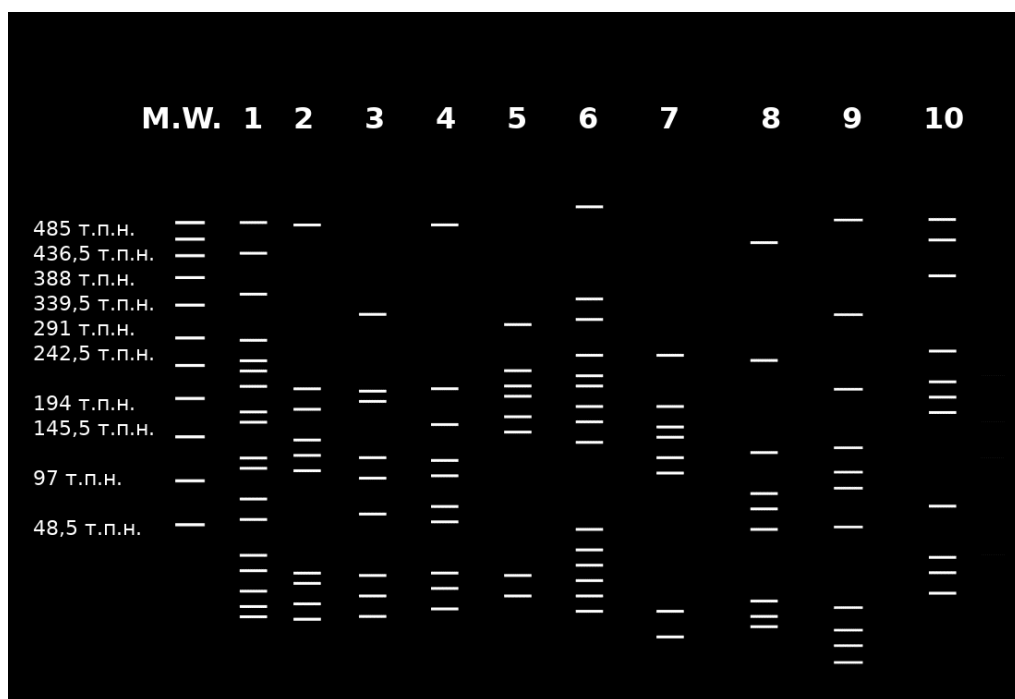 M.W. 1 2 3 4 5 6 7 8 9 10
485 т.п.н.
436,5 т.п.н.
388 т.п.н.
339,5 т.п.н.
291 т.п.н.
242,5 т.п.н.
194 т.п.н.
145,5 т.п.н.
97 т.п.н.
48,5 т.п.н.